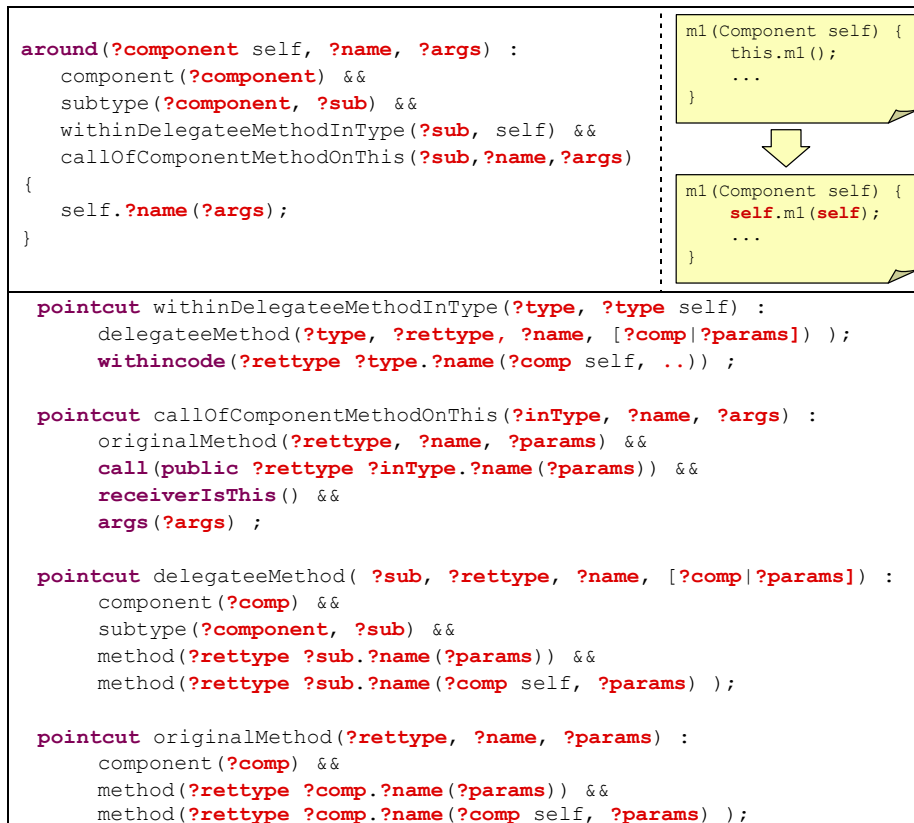 around(?component self, ?name, ?args) :
component(?component) &&
subtype(?component, ?sub) &&
withinDelegateeMethodInType(?sub, self) &&
callOfComponentMethodOnThis(?sub,?name,?args)
{
self.?name(?args);
}
m1(Component self) {
this.m1();
...
}
m1(Component self) {
self.m1(self);
...
}
pointcut withinDelegateeMethodInType(?type, ?type self) :
delegateeMethod(?type, ?rettype, ?name, [?comp|?params]) );
withincode(?rettype ?type.?name(?comp self, ..)) ;
pointcut callOfComponentMethodOnThis(?inType, ?name, ?args) :
originalMethod(?rettype, ?name, ?params) &&
call(public ?rettype ?inType.?name(?params)) &&
receiverIsThis() &&
args(?args) ;
pointcut delegateeMethod( ?sub, ?rettype, ?name, [?comp|?params]) :
component(?comp) &&
subtype(?component, ?sub) &&
method(?rettype ?sub.?name(?params)) &&
method(?rettype ?sub.?name(?comp self, ?params) );
pointcut originalMethod(?rettype, ?name, ?params) :
component(?comp) &&
method(?rettype ?comp.?name(?params)) &&
method(?rettype ?comp.?name(?comp self, ?params) );